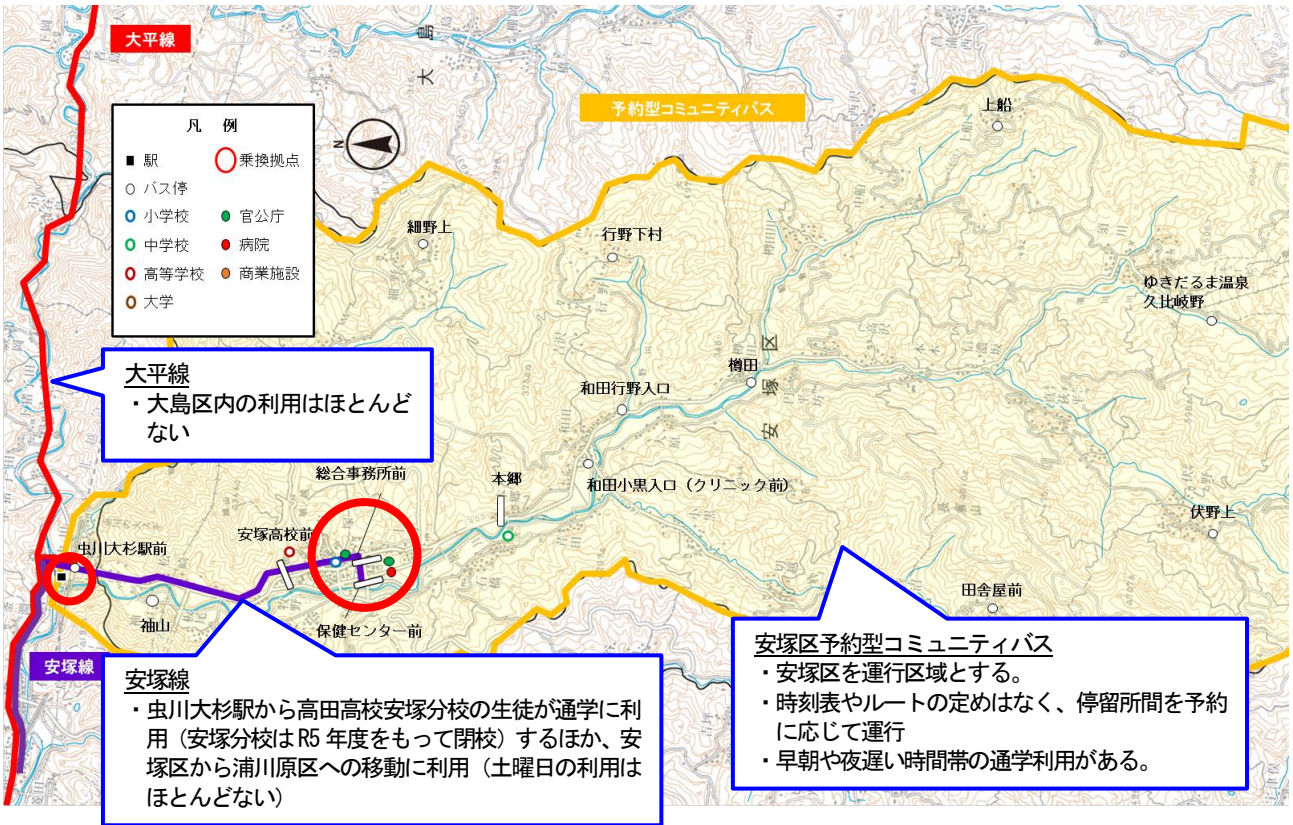 大平線
予約型コミュニティバス
凡 例
■ 駅
乗換拠点
バス停
小学校
官公庁
中学校
病院
高等学校
商業施設
大学
N
大島
上船
細野上
行野下村
ゆきだるま温泉
久比岐野
樽田
安塚区
和田行野入口
和田小黒入口（クリニック前）
本郷
総合事務所前
安塚高校前
虫川大杉駅前
袖山
保健センター前
伏野上
田舎屋前
大平線
・大島区内の利用はほとんど
ない
安塚線
安塚線
・虫川大杉駅から高田高校安塚分校の生徒が通学に利
用（安塚分校はR5年度をもって閉校）するほか、安
塚区から浦川原区への移動に利用（土曜日の利用は
ほとんどない）
安塚区予約型コミュニティバス
・安塚区を運行区域とする。
・時刻表やルートの定めはなく、停留所間を予約
に応じて運行
・早朝や夜遅い時間帯の通学利用がある。